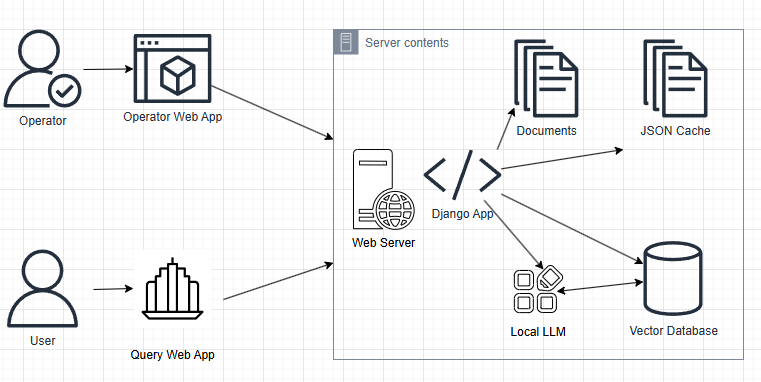 Server contents
Operator
Operator Web App
Documents
JSON Cache
Django App
Web Server
User
Query Web App
Local LLM
Vector Database